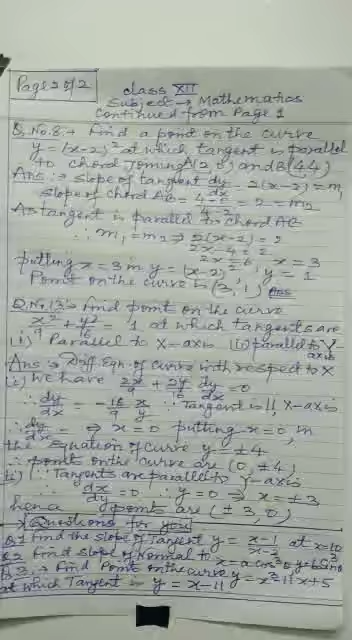 Page 2 of 2
class XII
Subject → Mathematics
Continued from Page 1
Q.No.8 → Find a point on the curve
y = (x-2)² at which tangent is parallel
to chord Joining A(2,0) and B(4,4)
Ans :→ slope of tangent dy/dx = 2(x-2) = m₁
slope of chord AB = 4-0/4-2 = 2 = m₂
As tangent is parallel to chord AB
∴ m₁ = m₂ ⇒ 2(x-2) = 2
2x-4 = 2
2x = 6, x = 3
putting x = 3 in y = (x-2)², y = 1
Point on the curve is (3, 1) Ans
Q.No.13 → Find point on the curve
x²/9 + y²/16 = 1 at which tangents are
(i) Parallel to X-axis (ii) parallel to Y-axis
Ans → Diff. Eqn. of curve with respect to X
(i) We have 2x/9 + 2y/16 dy/dx = 0
∴ dy/dx = -16/9 x/y ∵ Tangent is || X-axis
∴ dy/dx = ⇒ x = 0 putting x = 0, in
the equation of curve y = ±4
∴ points on the curve are (0, ±4)
ii) ∵ Tangents are parallel to Y-axis
∴ dx/dy = 0 ∴ y = 0 ⇒ x = ±3
hence points are (±3, 0)
→ Questions for you
Q.1 Find the slope of Tangent y = x-1/x-2 at x=10
Q.2 Find slope of Normal to x = a
Q.3 → Find Point on the curve y = x²-11x+5
at which Tangent is y = x-11